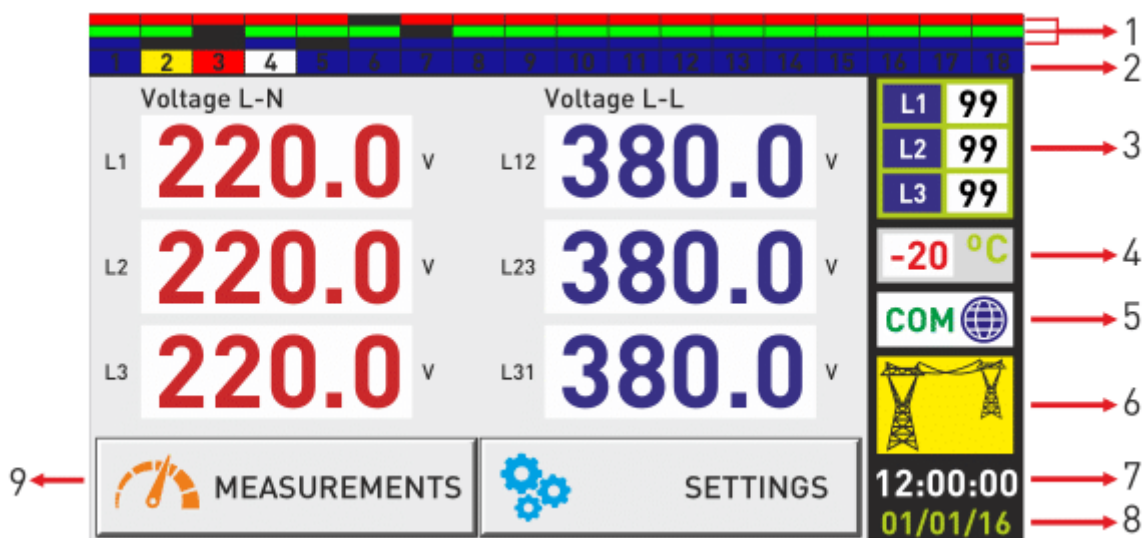 1
1 2 3 4 5 6 7 8 9 10 11 12 13 14 15 16 17 18
2
Voltage L-N Voltage L-L
L1 220.0 V L12 380.0 V
L2 220.0 V L23 380.0 V
L3 220.0 V L31 380.0 V
L1 99
L2 99
L3 99
3
-20 °C
4
COM
5
6
9
MEASUREMENTS SETTINGS
12:00:00
7
01/01/16
8